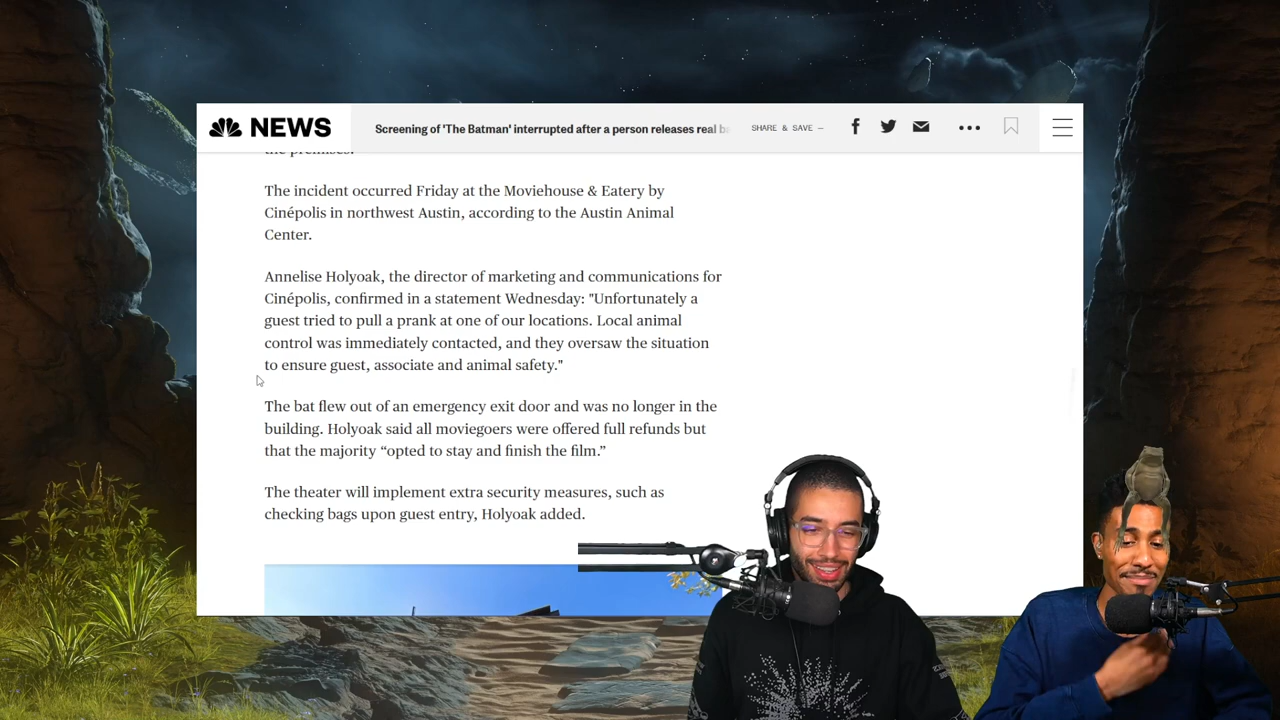 NEWS
Screening of 'The Batman' interrupted after a person releases real
SHARE & SAVE —
the premises.
The incident occurred Friday at the Moviehouse & Eatery by
Cinépolis in northwest Austin, according to the Austin Animal
Center.
Annelise Holyoak, the director of marketing and communications for
Cinépolis, confirmed in a statement Wednesday: "Unfortunately a
guest tried to pull a prank at one of our locations. Local animal
control was immediately contacted, and they oversaw the situation
to ensure guest, associate and animal safety."
The bat flew out of an emergency exit door and was no longer in the
building. Holyoak said all moviegoers were offered full refunds but
that the majority “opted to stay and finish the film.”
The theater will implement extra security measures, such as
checking bags upon guest entry, Holyoak added.